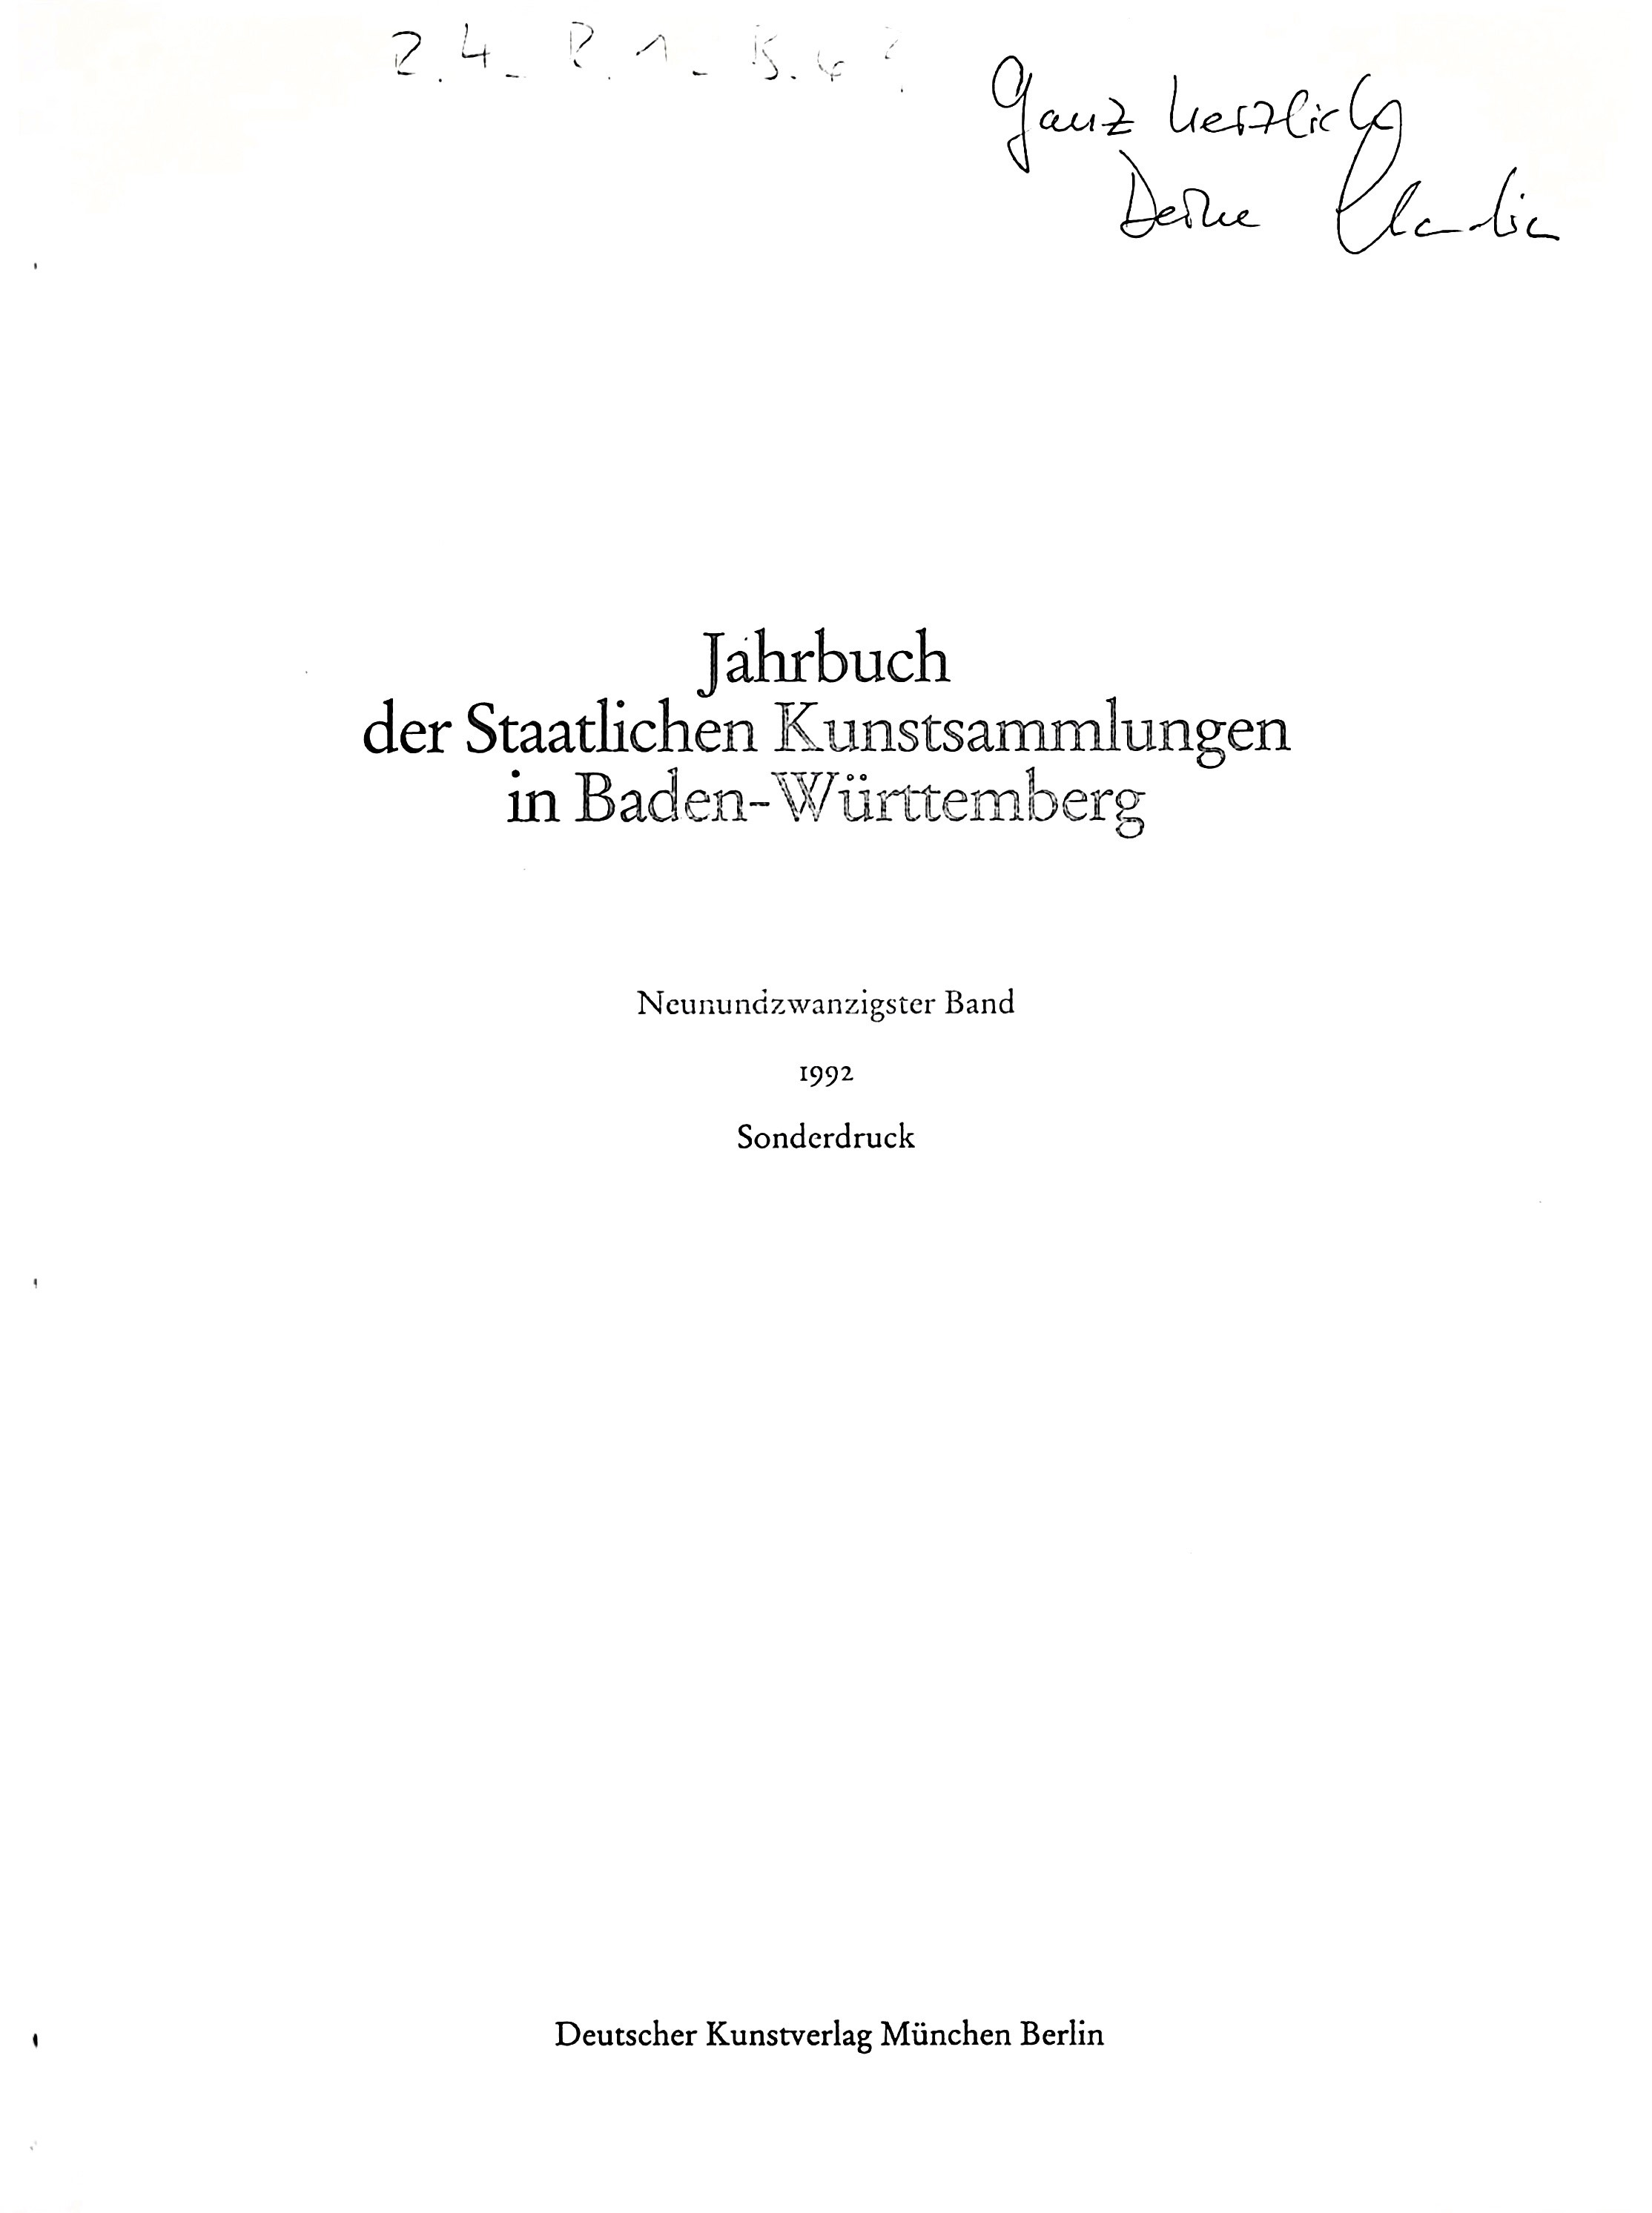 2.4- P.1-
Ganz herzlich
Deine Claudia
Jahrbuch
der Staatlichen Kunstsammlungen
in Baden-Württemberg
Neunundzwanzigster Band
1992
Sonderdruck
Deutscher Kunstverlag München Berlin